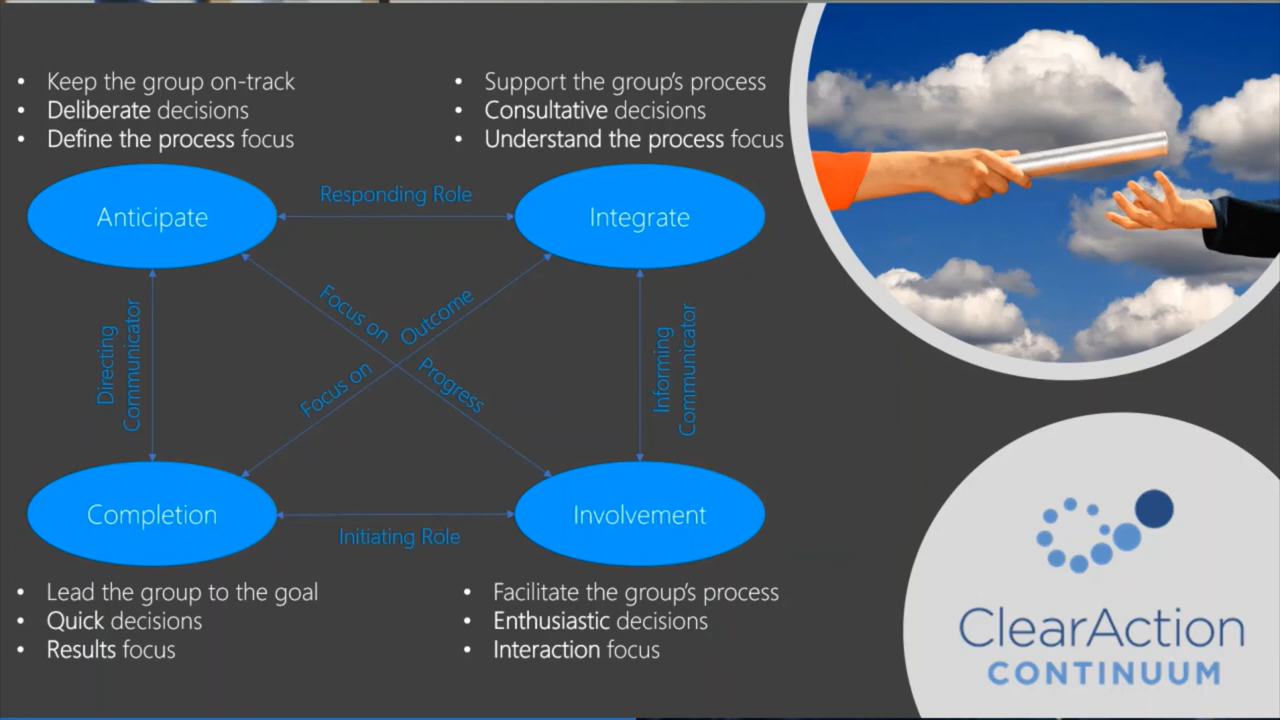 • Keep the group on-track
• Deliberate decisions
• Define the process focus
• Support the group's process
• Consultative decisions
• Understand the process focus
Anticipate
Responding Role
Integrate
Directing
Communicator
Focus on Progress
Focus on Outcome
Informing
Communicator
Completion
Initiating Role
Involvement
• Lead the group to the goal
• Quick decisions
• Results focus
• Facilitate the group's process
• Enthusiastic decisions
• Interaction focus
ClearAction
CONTINUUM